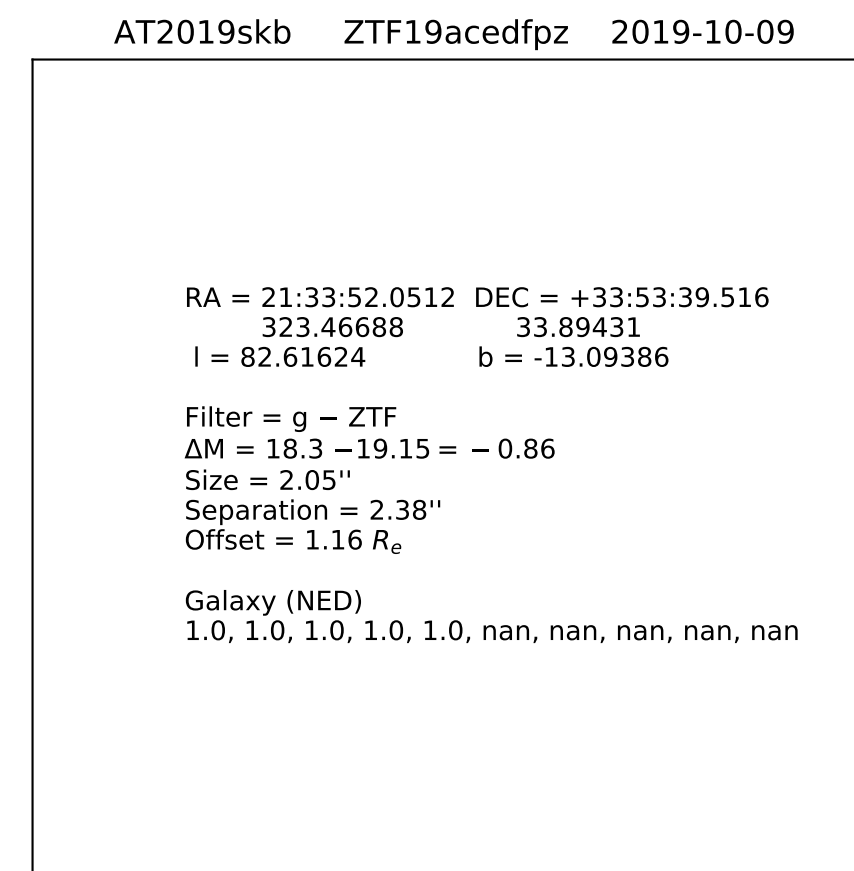 AT2019skb ZTF19acedfpz 2019-10-09
RA = 21:33:52.0512 DEC = +33:53:39.516
323.46688 33.89431
l = 82.61624 b = -13.09386
Filter = g − ZTF
ΔM = 18.3 −19.15 = − 0.86
Size = 2.05''
Separation = 2.38''
Offset = 1.16 Re
Galaxy (NED)
1.0, 1.0, 1.0, 1.0, 1.0, nan, nan, nan, nan, nan